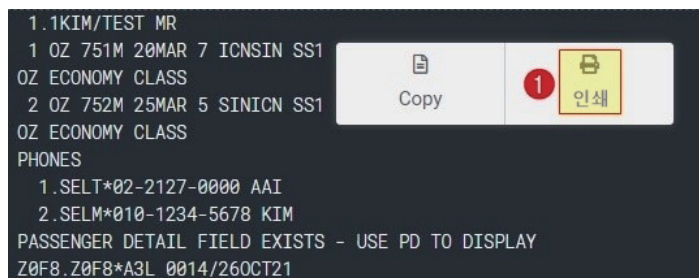 1.1KIM/TEST MR
1 OZ 751M 20MAR 7 ICNSIN SS1
OZ ECONOMY CLASS
2 OZ 752M 25MAR 5 SINICN SS1
OZ ECONOMY CLASS
Copy
1
인쇄
PHONES
1.SELT*02-2127-0000 AAI
2.SELM*010-1234-5678 KIM
PASSENGER DETAIL FIELD EXISTS - USE PD TO DISPLAY
Z0F8.Z0F8*A3L 0014/26OCT21